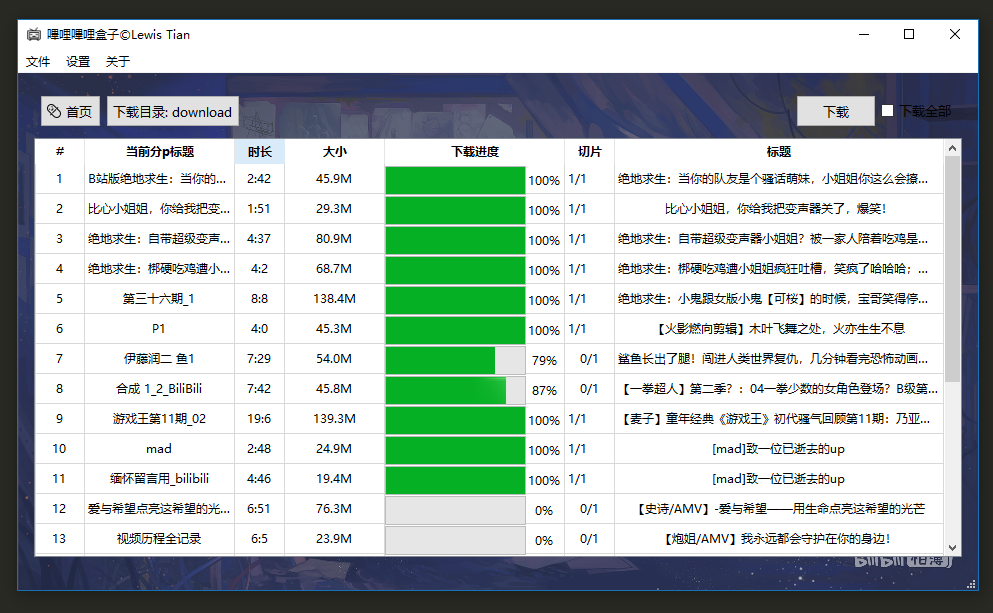 嗶哩嗶哩盒子©Lewis Tian
文件 设置 关于
首页 下载目录: download 下载 下载全部
# 当前分p标题 时长 大小 下载进度 切片 标题
1 B站版绝地求生：当你的... 2:42 45.9M 100% 1/1 绝地求生：当你的队友是个骚话萌妹，小姐姐你这么会撩...
2 比心小姐姐，你给我把变... 1:51 29.3M 100% 1/1 比心小姐姐，你给我把变声器关了，爆笑！
3 绝地求生：自带超级变声... 4:37 80.9M 100% 1/1 绝地求生：自带超级变声器小姐姐？被一家人陪着吃鸡是...
4 绝地求生：梆硬吃鸡遭小... 4:2 68.7M 100% 1/1 绝地求生：梆硬吃鸡遭小姐姐疯狂吐槽，笑疯了哈哈哈；...
5 第三十六期_1 8:8 138.4M 100% 1/1 绝地求生：小鬼跟女版小鬼【可桜】的时候，宝哥笑得停...
6 P1 4:0 45.3M 100% 1/1 【火影燃向剪辑】木叶飞舞之处，火亦生生不息
7 伊藤润二 鱼1 7:29 54.0M 79% 0/1 鲨鱼长出了腿！闯进人类世界复仇，几分钟看完恐怖动画...
8 合成 1_2_BiliBili 7:42 45.8M 87% 0/1 【一拳超人】第二季？：04一拳少数的女角色登场？B级第...
9 游戏王第11期_02 19:6 139.3M 100% 1/1 【麦子】童年经典《游戏王》初代骚气回顾第11期：乃亚...
10 mad 2:48 24.9M 100% 1/1 [mad]致一位已逝去的up
11 缅怀留言用_bilibili 4:46 19.4M 100% 1/1 [mad]致一位已逝去的up
12 爱与希望点亮这希望的光... 6:51 76.3M 0% 0/1 【史诗/AMV】-爱与希望——用生命点亮这希望的光芒
13 视频历程全记录 6:5 23.9M 0% 0/1 【炮姐/AMV】我永远都会守护在你的身边！